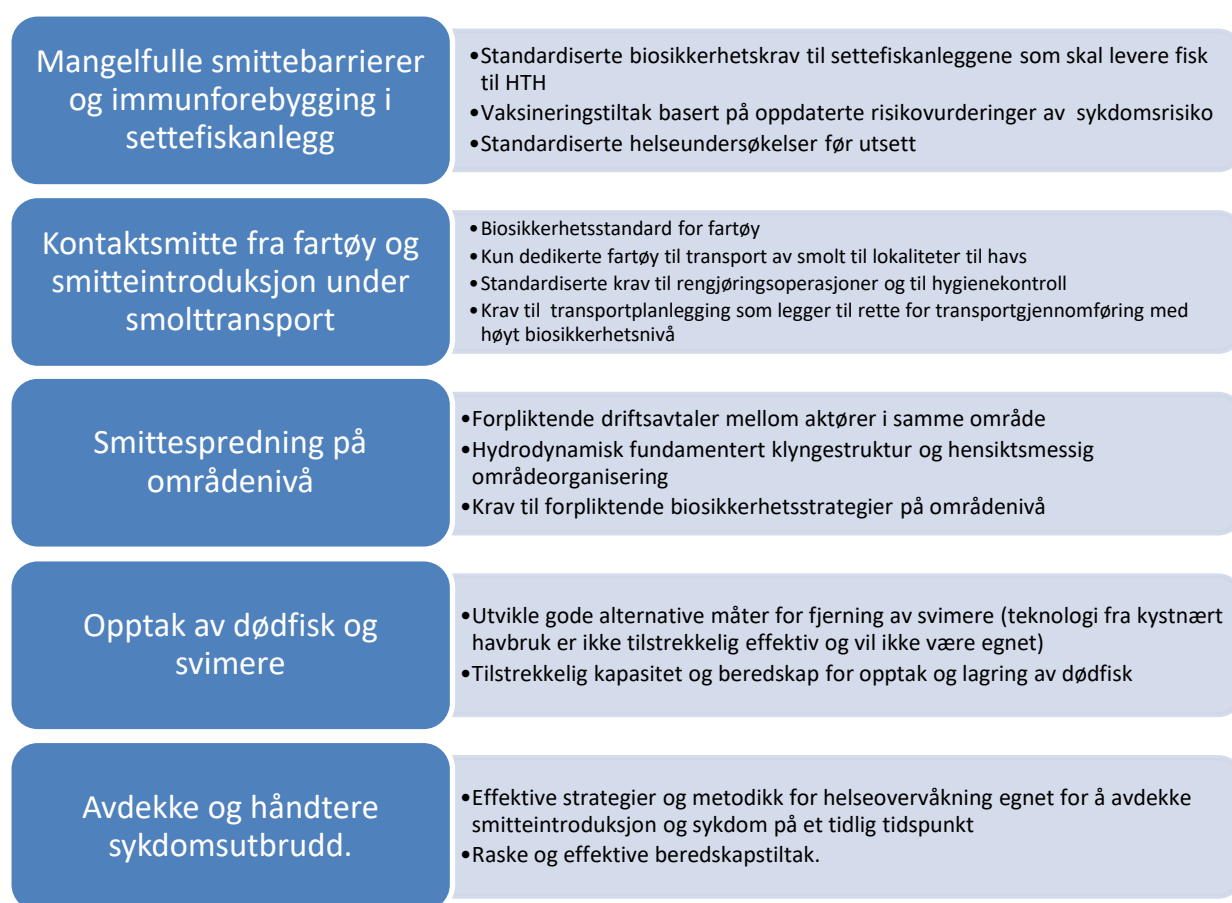 Mangelfulle smittebarrierer
og immunforebygging i
settefiskanlegg
•Standardiserte biosikkerhetskrav til settefiskanleggene som skal levere fisk
til HTH
•Vaksineringstiltak basert på oppdaterte risikovurderinger av sykdomsrisiko
•Standardiserte helseundersøkelser før utsett
Kontaktsmitte fra fartøy og
smitteintroduksjon under
smolttransport
•Biosikkerhetsstandard for fartøy
•Kun dedikerte fartøy til transport av smolt til lokaliteter til havs
•Standardiserte krav til rengjøringsoperasjoner og til hygienekontroll
•Krav til transportplanlegging som legger til rette for transportgjennomføring med
høyt biosikkerhetsnivå
Smittespredning på
områdenivå
•Forpliktende driftsavtaler mellom aktører i samme område
•Hydrodynamisk fundamentert klyngestruktur og hensiktsmessig
områdeorganisering
•Krav til forpliktende biosikkerhetsstrategier på områdenivå
Opptak av dødfisk og
svimere
•Utvikle gode alternative måter for fjerning av svimere (teknologi fra kystnært
havbruk er ikke tilstrekkelig effektiv og vil ikke være egnet)
•Tilstrekkelig kapasitet og beredskap for opptak og lagring av dødfisk
Avdekke og håndtere
sykdomsutbrudd.
•Effektive strategier og metodikk for helseovervåkning egnet for å avdekke
smitteintroduksjon og sykdom på et tidlig tidspunkt
•Raske og effektive beredskapstiltak.